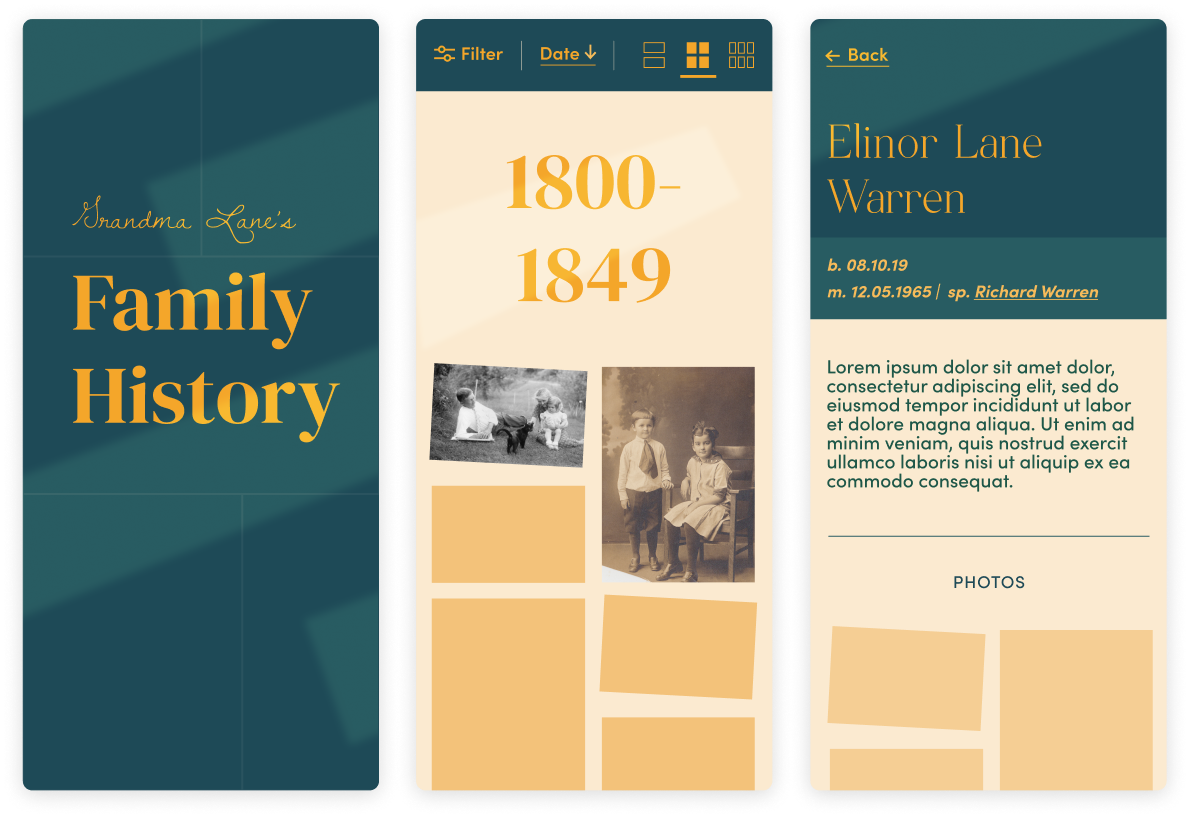 Grandma Lane's
Family
History
Filter
Date
1800-
1849
Back
Elinor Lane
Warren
b. 08.10.19
m. 12.05.1965 | sp. Richard Warren
Lorem ipsum dolor sit amet dolor,
consectetur adipiscing elit, sed do
eiusmod tempor incididunt ut labor
et dolore magna aliqua. Ut enim ad
minim veniam, quis nostrud exercit
ullamco laboris nisi ut aliquip ex ea
commodo consequat.
PHOTOS